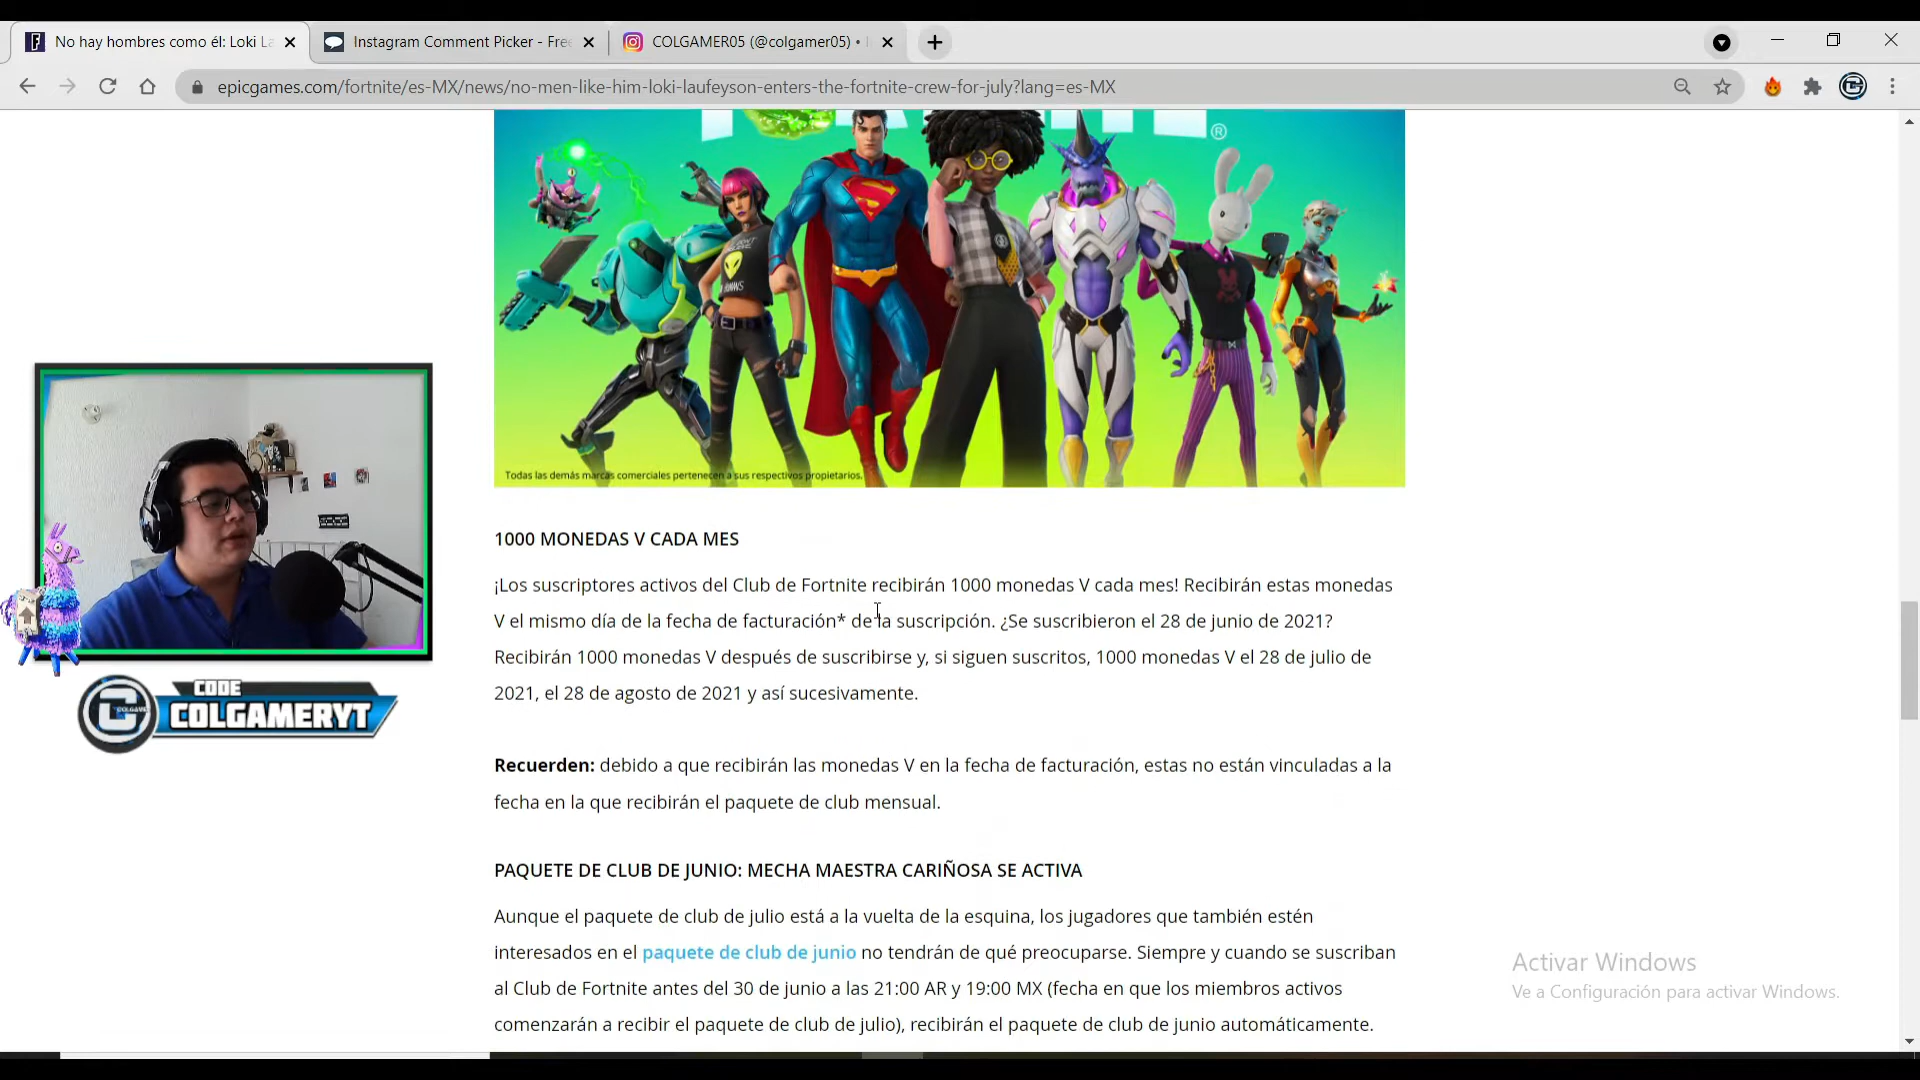 No hay hombres como él: Loki La
Instagram Comment Picker - Free
COLGAMER05 (@colgamer05) •
epicgames.com/fortnite/es-MX/news/no-men-like-him-loki-laufeyson-enters-the-fortnite-crew-for-july?lang=es-MX
®
Todas las demás marcas comerciales pertenecen a sus respectivos propietarios.
1000 MONEDAS V CADA MES
¡Los suscriptores activos del Club de Fortnite recibirán 1000 monedas V cada mes! Recibirán estas monedas
V el mismo día de la fecha de facturación* de la suscripción. ¿Se suscribieron el 28 de junio de 2021?
Recibirán 1000 monedas V después de suscribirse y, si siguen suscritos, 1000 monedas V el 28 de julio de
2021, el 28 de agosto de 2021 y así sucesivamente.
Recuerden: debido a que recibirán las monedas V en la fecha de facturación, estas no están vinculadas a la
fecha en la que recibirán el paquete de club mensual.
PAQUETE DE CLUB DE JUNIO: MECHA MAESTRA CARIÑOSA SE ACTIVA
Aunque el paquete de club de julio está a la vuelta de la esquina, los jugadores que también estén
interesados en el paquete de club de junio no tendrán de qué preocuparse. Siempre y cuando se suscriban
al Club de Fortnite antes del 30 de junio a las 21:00 AR y 19:00 MX (fecha en que los miembros activos
comenzarán a recibir el paquete de club de julio), recibirán el paquete de club de junio automáticamente.
CODE
COLGAMERYT
Activar Windows
Ve a Configuración para activar Windows.